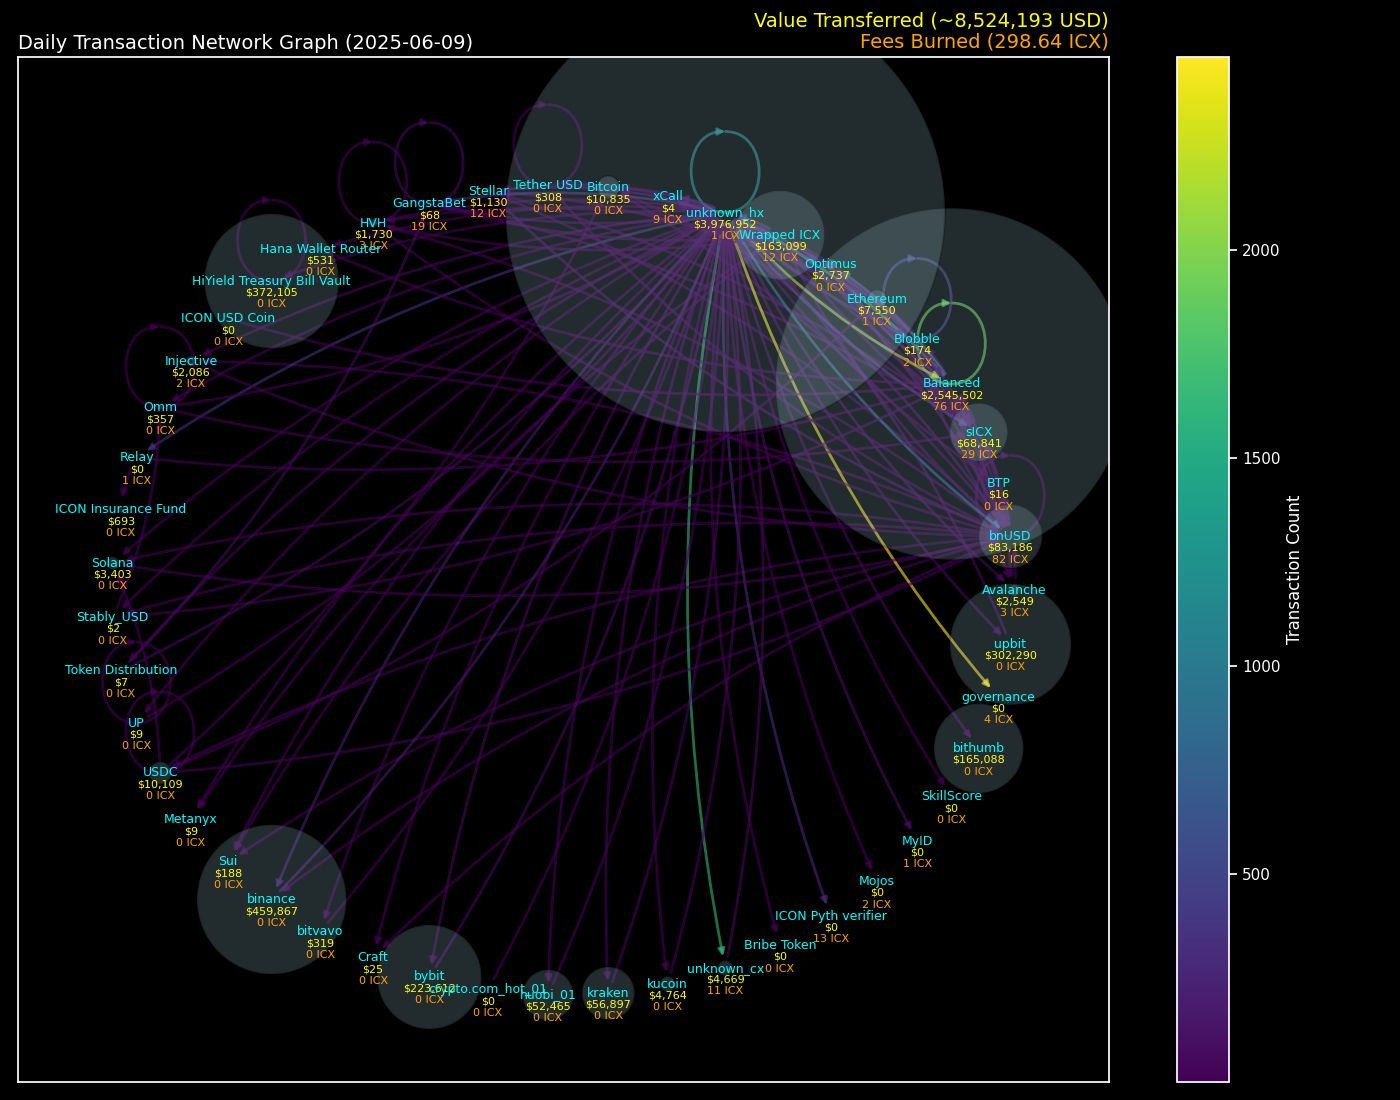 Value Transferred (~8,524,193 USD)
Daily Transaction Network Graph (2025-06-09)
Fees Burned (298.64 ICX)
Tether USD
$308
0 ICX
Bitcoin
$10,835
0 ICX
xCall
$4
9 ICX
unknown_hx
$3,976,952
1 ICX
Wrapped ICX
$163,099
12 ICX
Optimus
$2,737
0 ICX
Ethereum
$7,550
1 ICX
Blobble
$174
2 ICX
Balanced
$2,545,502
76 ICX
sICX
$68,841
29 ICX
BTP
$16
0 ICX
bnUSD
$83,186
82 ICX
Avalanche
$2,549
3 ICX
upbit
$302,290
0 ICX
governance
$0
4 ICX
bithumb
$165,088
0 ICX
SkillScore
$0
0 ICX
MyID
$0
1 ICX
Mojos
$0
2 ICX
ICON Pyth verifier
$0
13 ICX
Bribe Token
$0
0 ICX
unknown_cx
$4,669
11 ICX
kucoin
$4,764
0 ICX
kraken
$56,897
0 ICX
huobi_01
$52,465
0 ICX
crypto.com_hot_01
$0
0 ICX
bybit
$223,612
0 ICX
Craft
$25
0 ICX
bitvavo
$319
0 ICX
binance
$459,867
0 ICX
Sui
$188
0 ICX
Metanyx
$9
0 ICX
USDC
$10,109
0 ICX
UP
$9
0 ICX
Token Distribution
$7
0 ICX
Stably_USD
$2
0 ICX
Solana
$3,403
0 ICX
ICON Insurance Fund
$693
0 ICX
Relay
$0
1 ICX
Omm
$357
0 ICX
Injective
$2,086
2 ICX
ICON USD Coin
$0
0 ICX
HiYield Treasury Bill Vault
$372,105
0 ICX
Hana Wallet Router
$531
0 ICX
HVH
$1,730
3 ICX
GangstaBet
$68
19 ICX
Stellar
$1,130
12 ICX
2000
1500
1000
500
Transaction Count